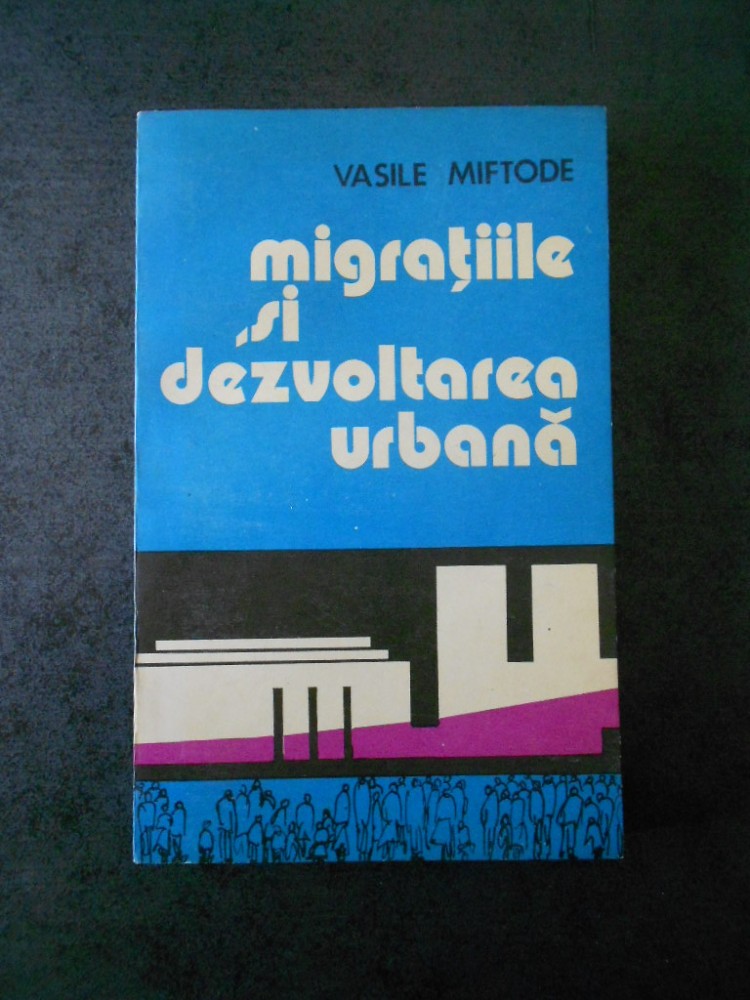 VASILE MIFTODE
migrațiile
și
dezvoltarea
urbană